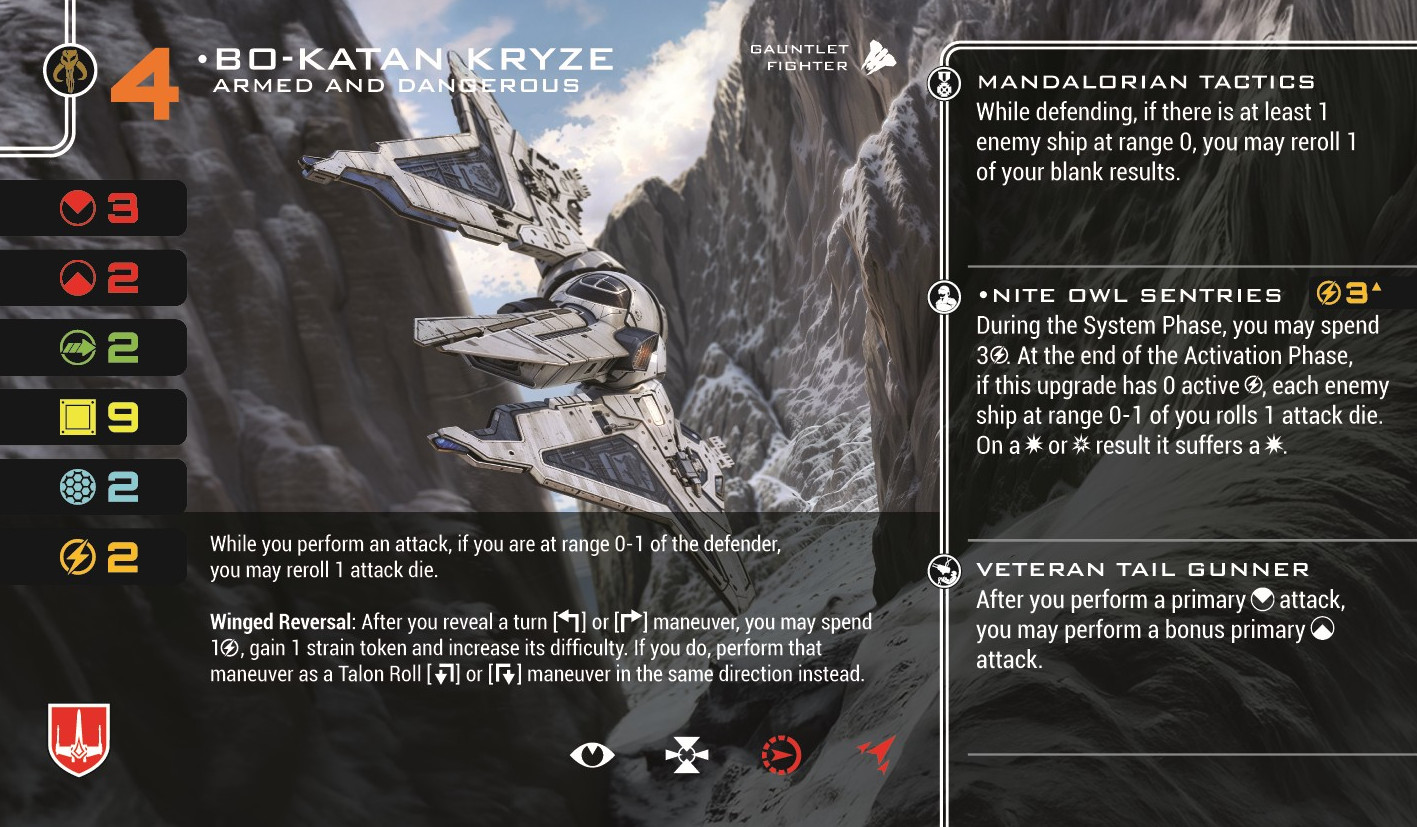 4
•BO-KATAN KRYZE
ARMED AND DANGEROUS
GAUNTLET
FIGHTER
3
2
2
9
2
2
While you perform an attack, if you are at range 0-1 of the defender,
you may reroll 1 attack die.
Winged Reversal: After you reveal a turn [↰] or [↱] maneuver, you may spend
1, gain 1 strain token and increase its difficulty. If you do, perform that
maneuver as a Talon Roll [] or [] maneuver in the same direction instead.
MANDALORIAN TACTICS
While defending, if there is at least 1
enemy ship at range 0, you may reroll 1
of your blank results.
•NITE OWL SENTRIES 3▴
During the System Phase, you may spend
3. At the end of the Activation Phase,
if this upgrade has 0 active , each enemy
ship at range 0-1 of you rolls 1 attack die.
On a or result it suffers a .
VETERAN TAIL GUNNER
After you perform a primary attack,
you may perform a bonus primary
attack.